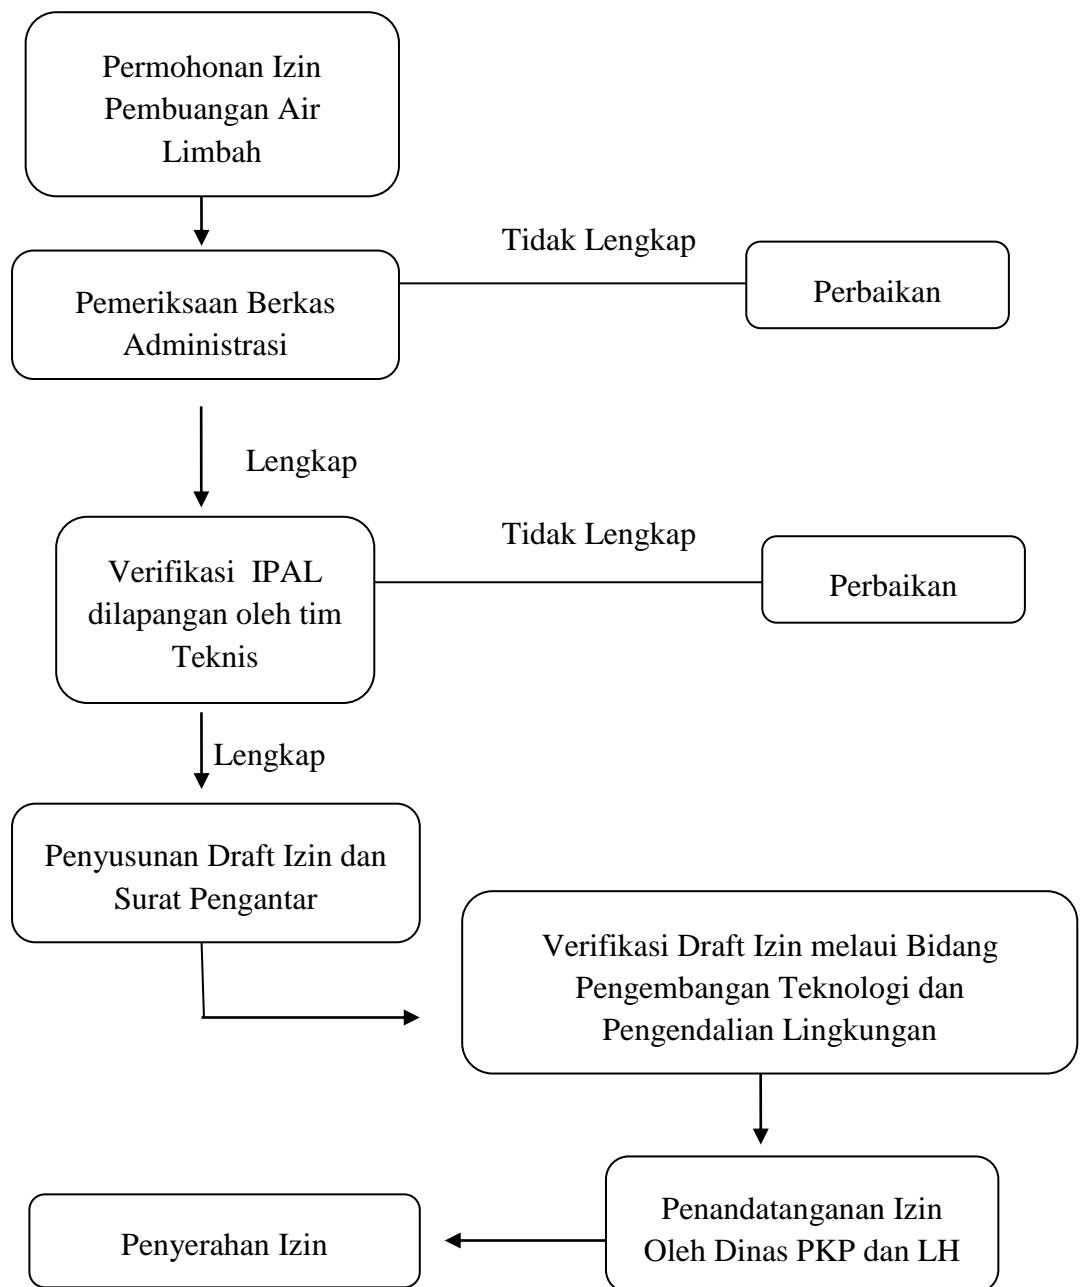 Permohonan Izin
Pembuangan Air
Limbah
Tidak Lengkap
Pemeriksaan Berkas
Administrasi
Perbaikan
Lengkap
Tidak Lengkap
Verifikasi  IPAL
dilapangan oleh tim
Teknis
Perbaikan
Lengkap
Penyusunan Draft Izin dan
Surat Pengantar
Verifikasi Draft Izin melaui Bidang
Pengembangan Teknologi dan
Pengendalian Lingkungan
Penandatanganan Izin
Oleh Dinas PKP dan LH
Penyerahan Izin